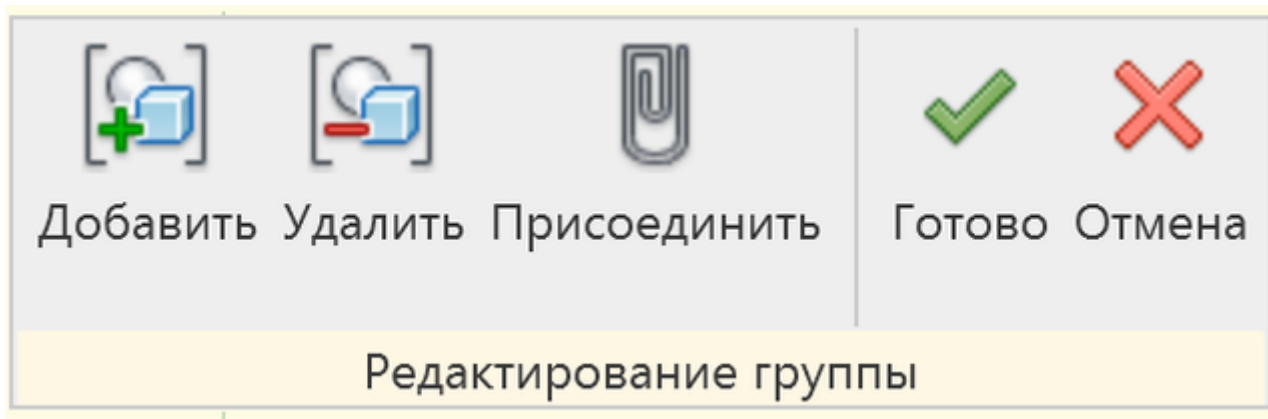 Добавить Удалить Присоединить Готово Отмена
Редактирование группы